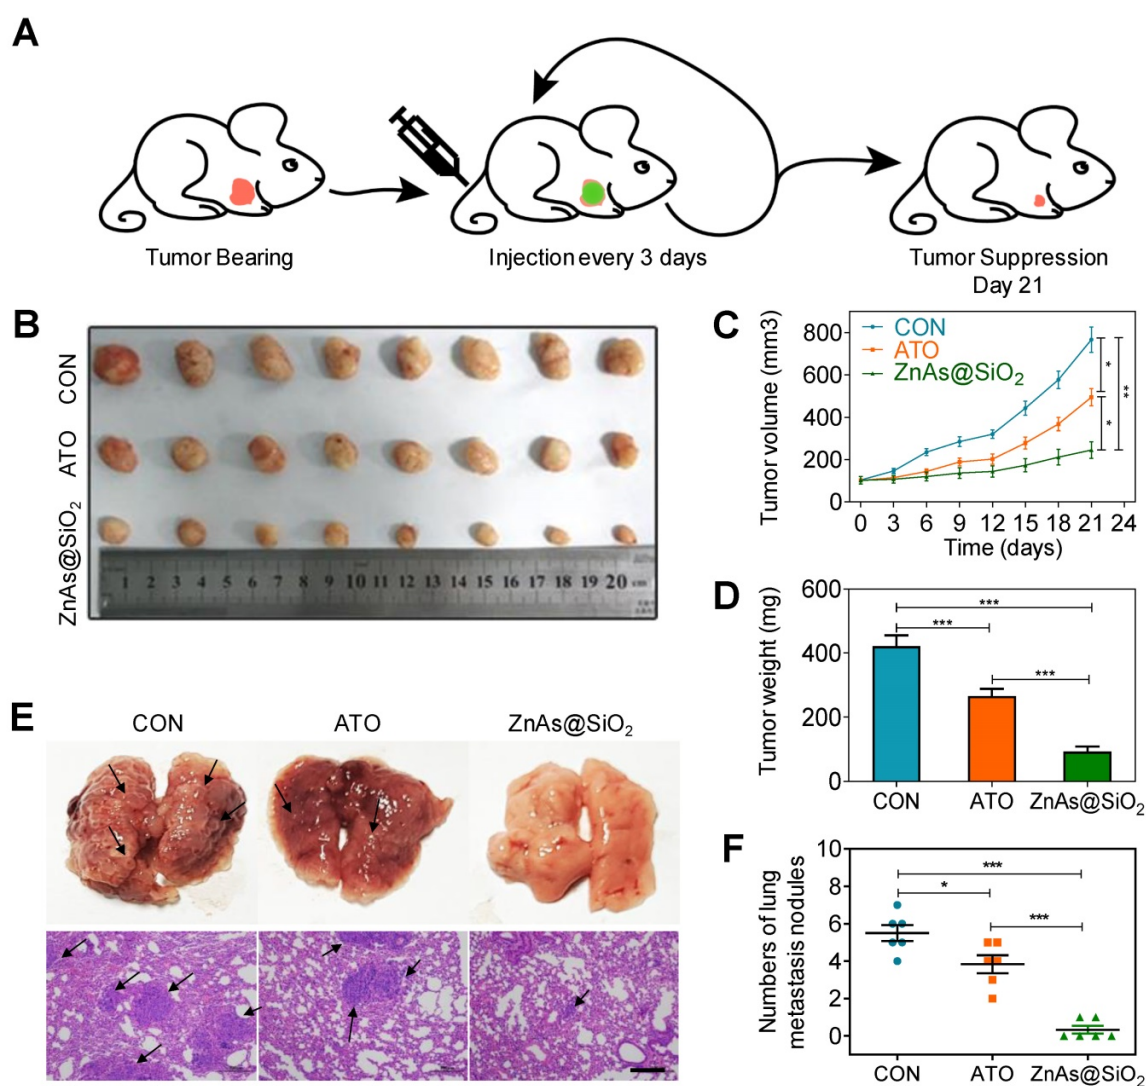 A
Tumor Bearing
Injection every 3 days
Tumor Suppression
Day 21
B
CON
ATO
ZnAs@SiO₂
1 2 3 4 5 6 7 8 9 10 11 12 13 14 15 16 17 18 19 20 cm
C
Tumor volume (mm3)
800
600
400
200
0
CON
ATO
ZnAs@SiO₂
*
*
**
0 3 6 9 12 15 18 21 24
Time (days)
D
Tumor weight (mg)
600
400
200
0
***
***
***
CON ATO ZnAs@SiO₂
E
CON ATO ZnAs@SiO₂
F
Numbers of lung
metastasis nodules
10
8
6
4
2
0
***
*
***
CON ATO ZnAs@SiO₂